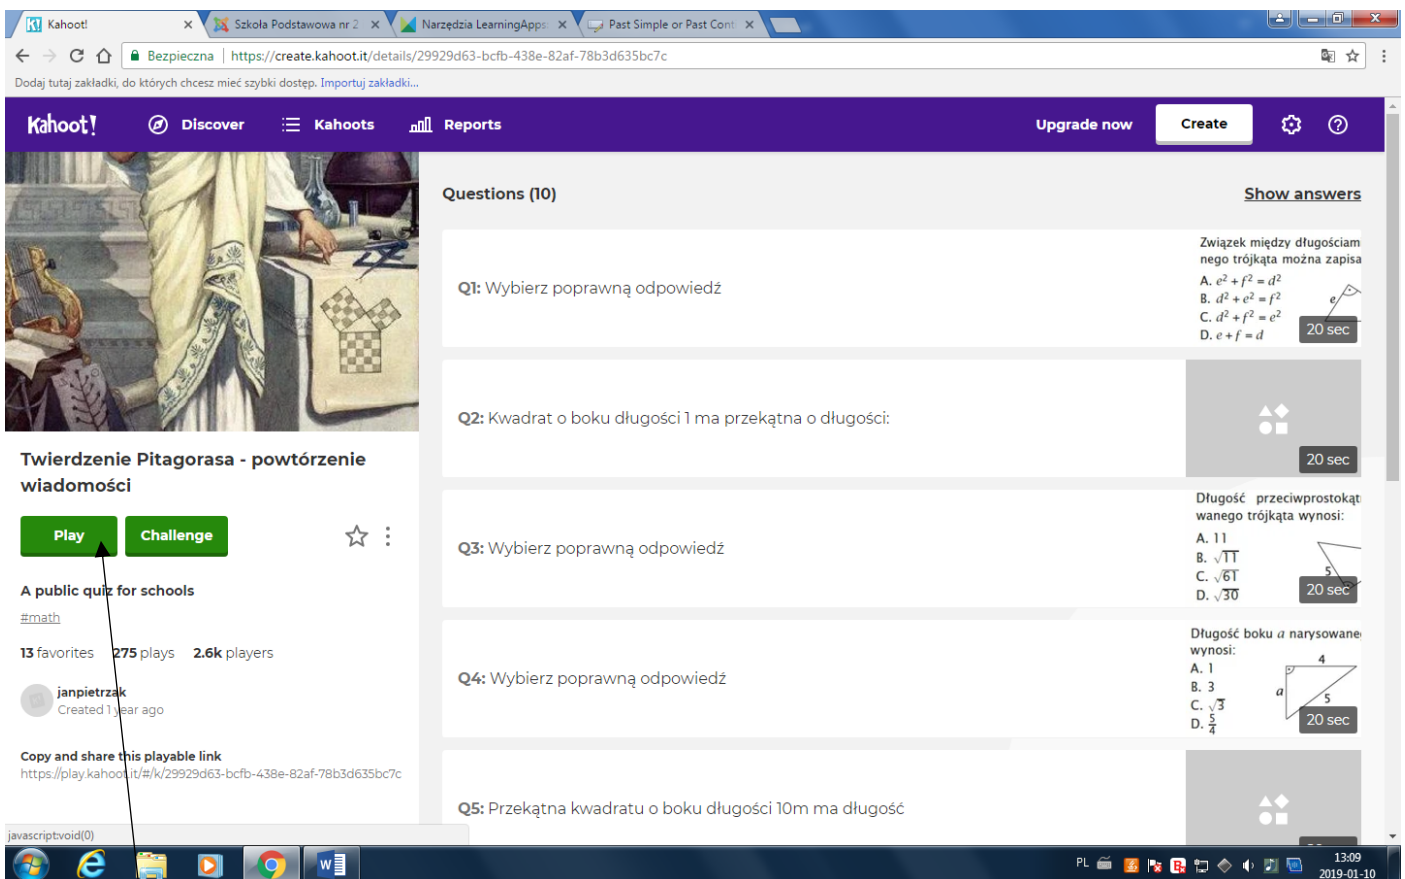 Kahoot!
Szkoła Podstawowa nr 2
Narzędzia LearningApps
Past Simple or Past Cont
Bezpieczna | https://create.kahoot.it/details/29929d63-bcfb-438e-82af-78b3d635bc7c
Dodaj tutaj zakładki, do których chcesz mieć szybki dostęp. Importuj zakładki...
Kahoot! Discover Kahoots Reports Upgrade now Create
Questions (10) Show answers
Q1: Wybierz poprawną odpowiedź
Związek między długościam
nego trójkąta można zapisa
A. e² + f² = d²
B. d² + e² = f²
C. d² + f² = e²
D. e + f = d
e
20 sec
Q2: Kwadrat o boku długości 1 ma przekątna o długości:
20 sec
Twierdzenie Pitagorasa - powtórzenie
wiadomości
Play Challenge
A public quiz for schools
#math
13 favorites 275 plays 2.6k players
janpietrzak
Created 1 year ago
Copy and share this playable link
https://play.kahoot.it/#/k/29929d63-bcfb-438e-82af-78b3d635bc7c
Q3: Wybierz poprawną odpowiedź
Długość przeciwprostokąt
wanego trójkąta wynosi:
A. 11
B. √11
C. √61
D. √30
5
20 sec
Q4: Wybierz poprawną odpowiedź
Długość boku a narysowane
wynosi:
A. 1
B. 3
C. √3
D. 5/4
4
a
5
20 sec
Q5: Przekątna kwadratu o boku długości 10m ma długość
javascript:void(0)
PL
13:09
2019-01-10